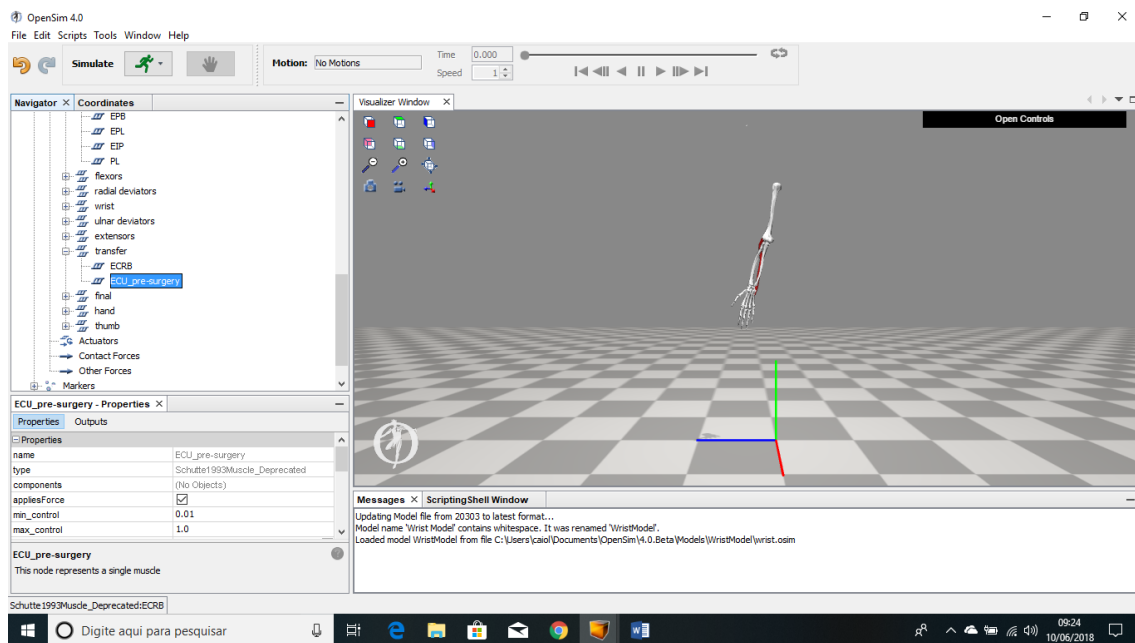 OpenSim 4.0
File Edit Scripts Tools Window Help
Simulate
Motion: No Motions
Time 0.000
Speed 1
Navigator × Coordinates
EPB
EPL
EIP
PL
flexors
radial deviators
wrist
ulnar deviators
extensors
transfer
ECRB
ECU_pre-surgery
final
hand
thumb
Actuators
Contact Forces
Other Forces
Markers
Visualizer Window ×
Open Controls
ECU_pre-surgery - Properties ×
Properties Outputs
Properties
name ECU_pre-surgery
type Schutte1993Muscle_Deprecated
components (No Objects)
appliesForce
min_control 0.01
max_control 1.0
ECU_pre-surgery
This node represents a single muscle
Messages × ScriptingShell Window
Updating Model file from 20303 to latest format...
Model name 'Wrist Model' contains whitespace. It was renamed 'WristModel'.
Loaded model WristModel from file C:\Users\caiol\Documents\OpenSim\4.0.Beta\Models\WristModel\wrist.osim
Schutte1993Muscle_Deprecated:ECRB
Digite aqui para pesquisar
09:24
10/06/2018